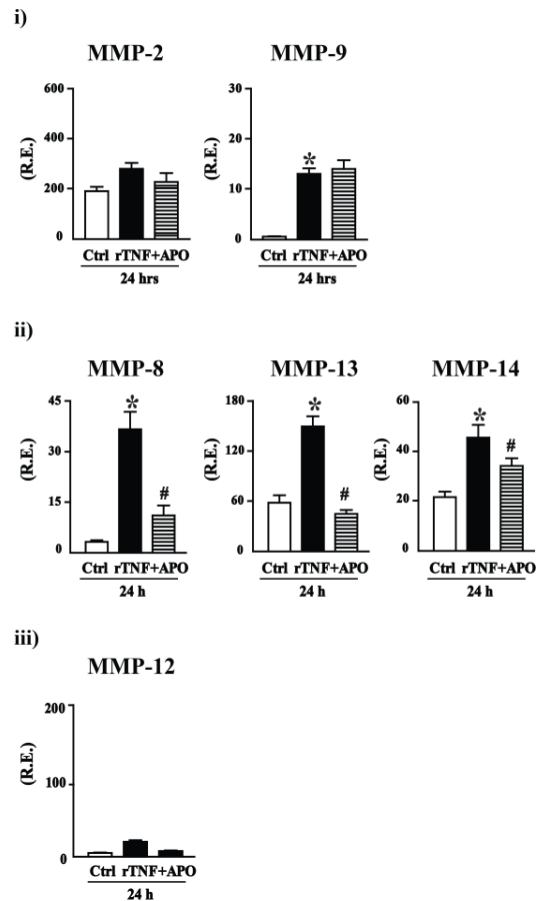 i)
MMP-2
MMP-9
(R.E.)
600
400
200
0
Ctrl rTNF+APO
24 hrs
(R.E.)
30
20
10
0
*
Ctrl rTNF+APO
24 hrs
ii)
MMP-8
MMP-13
MMP-14
(R.E.)
45
30
15
0
*
#
Ctrl rTNF+APO
24 h
(R.E.)
180
120
60
0
*
#
Ctrl rTNF+APO
24 h
(R.E.)
60
40
20
0
*
#
Ctrl rTNF+APO
24 h
iii)
MMP-12
(R.E.)
200
100
0
Ctrl rTNF+APO
24 h